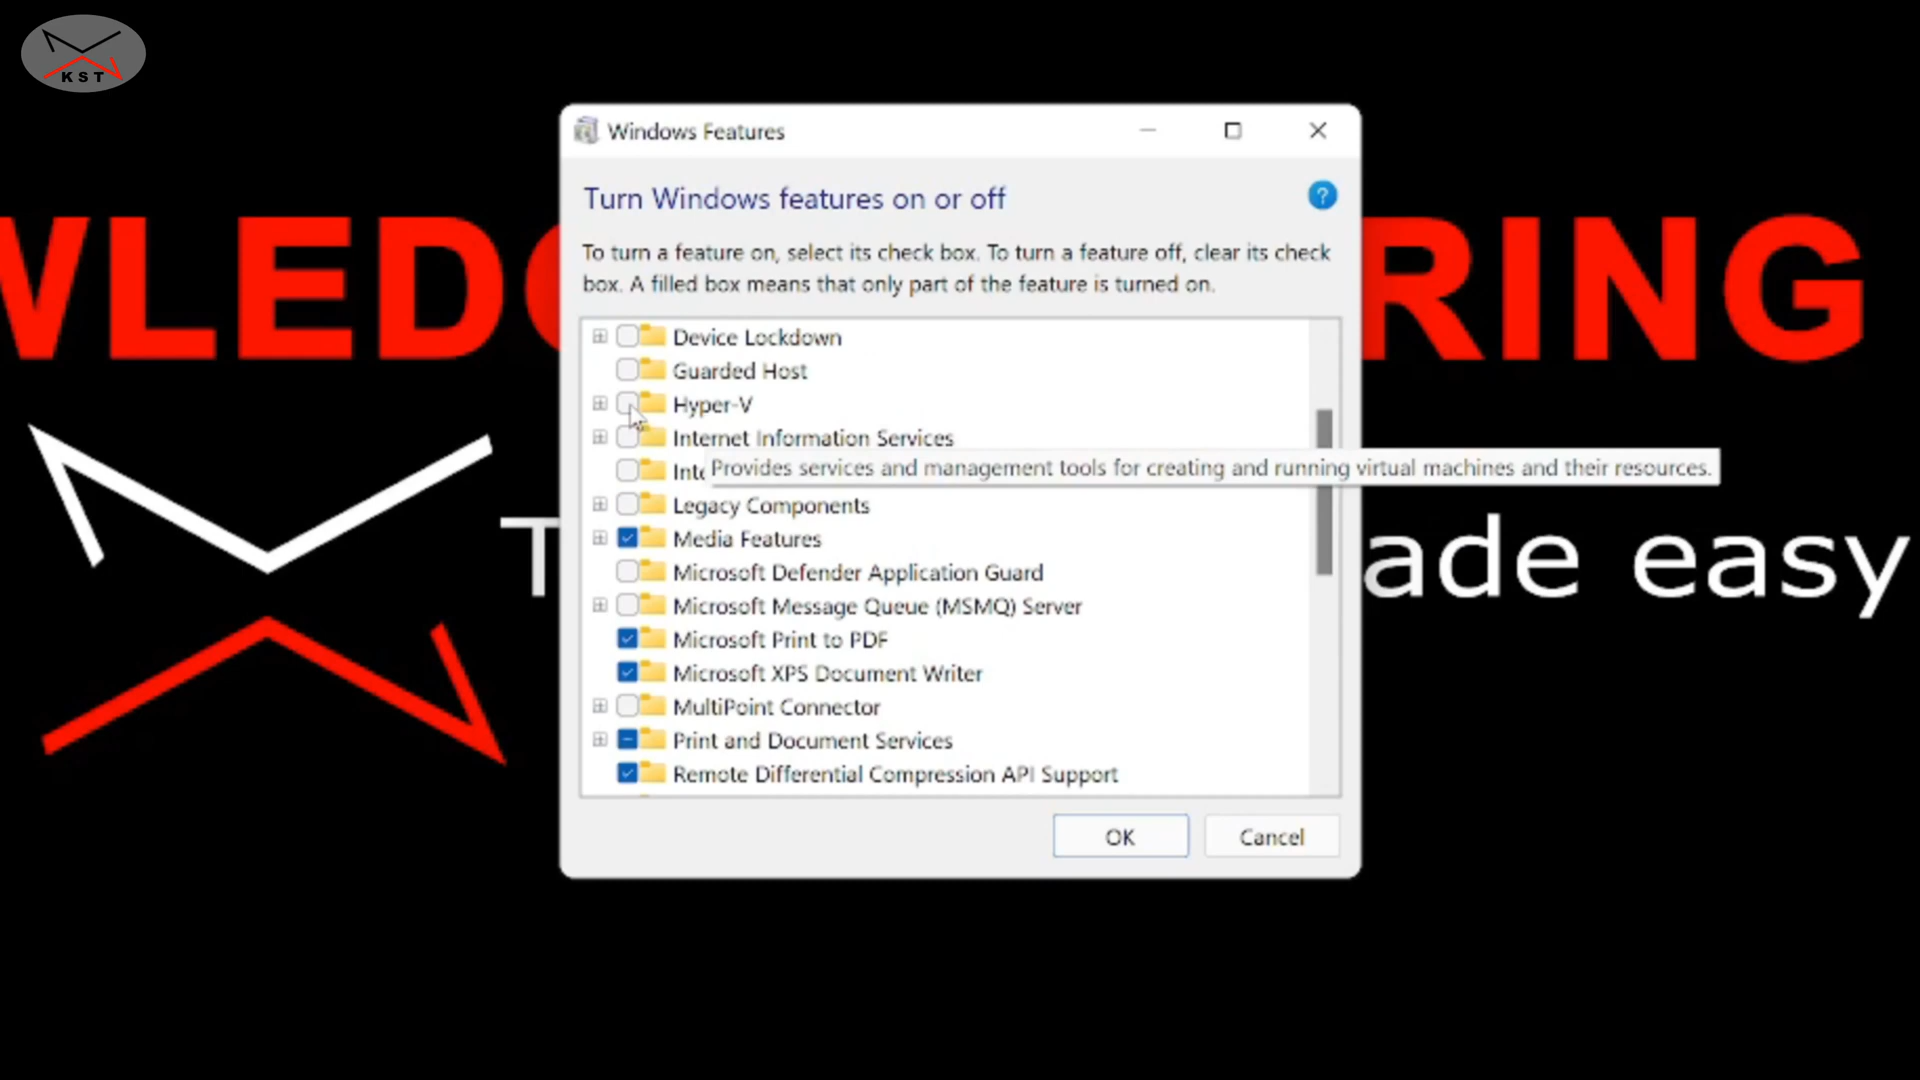 KST
Windows Features
Turn Windows features on or off
To turn a feature on, select its check box. To turn a feature off, clear its check
box. A filled box means that only part of the feature is turned on.
WLEDG
RING
Device Lockdown
Guarded Host
Hyper-V
Internet Information Services
Inte
Provides services and management tools for creating and running virtual machines and their resources.
Legacy Components
T
ade easy
Media Features
Microsoft Defender Application Guard
Microsoft Message Queue (MSMQ) Server
Microsoft Print to PDF
Microsoft XPS Document Writer
MultiPoint Connector
Print and Document Services
Remote Differential Compression API Support
OK
Cancel